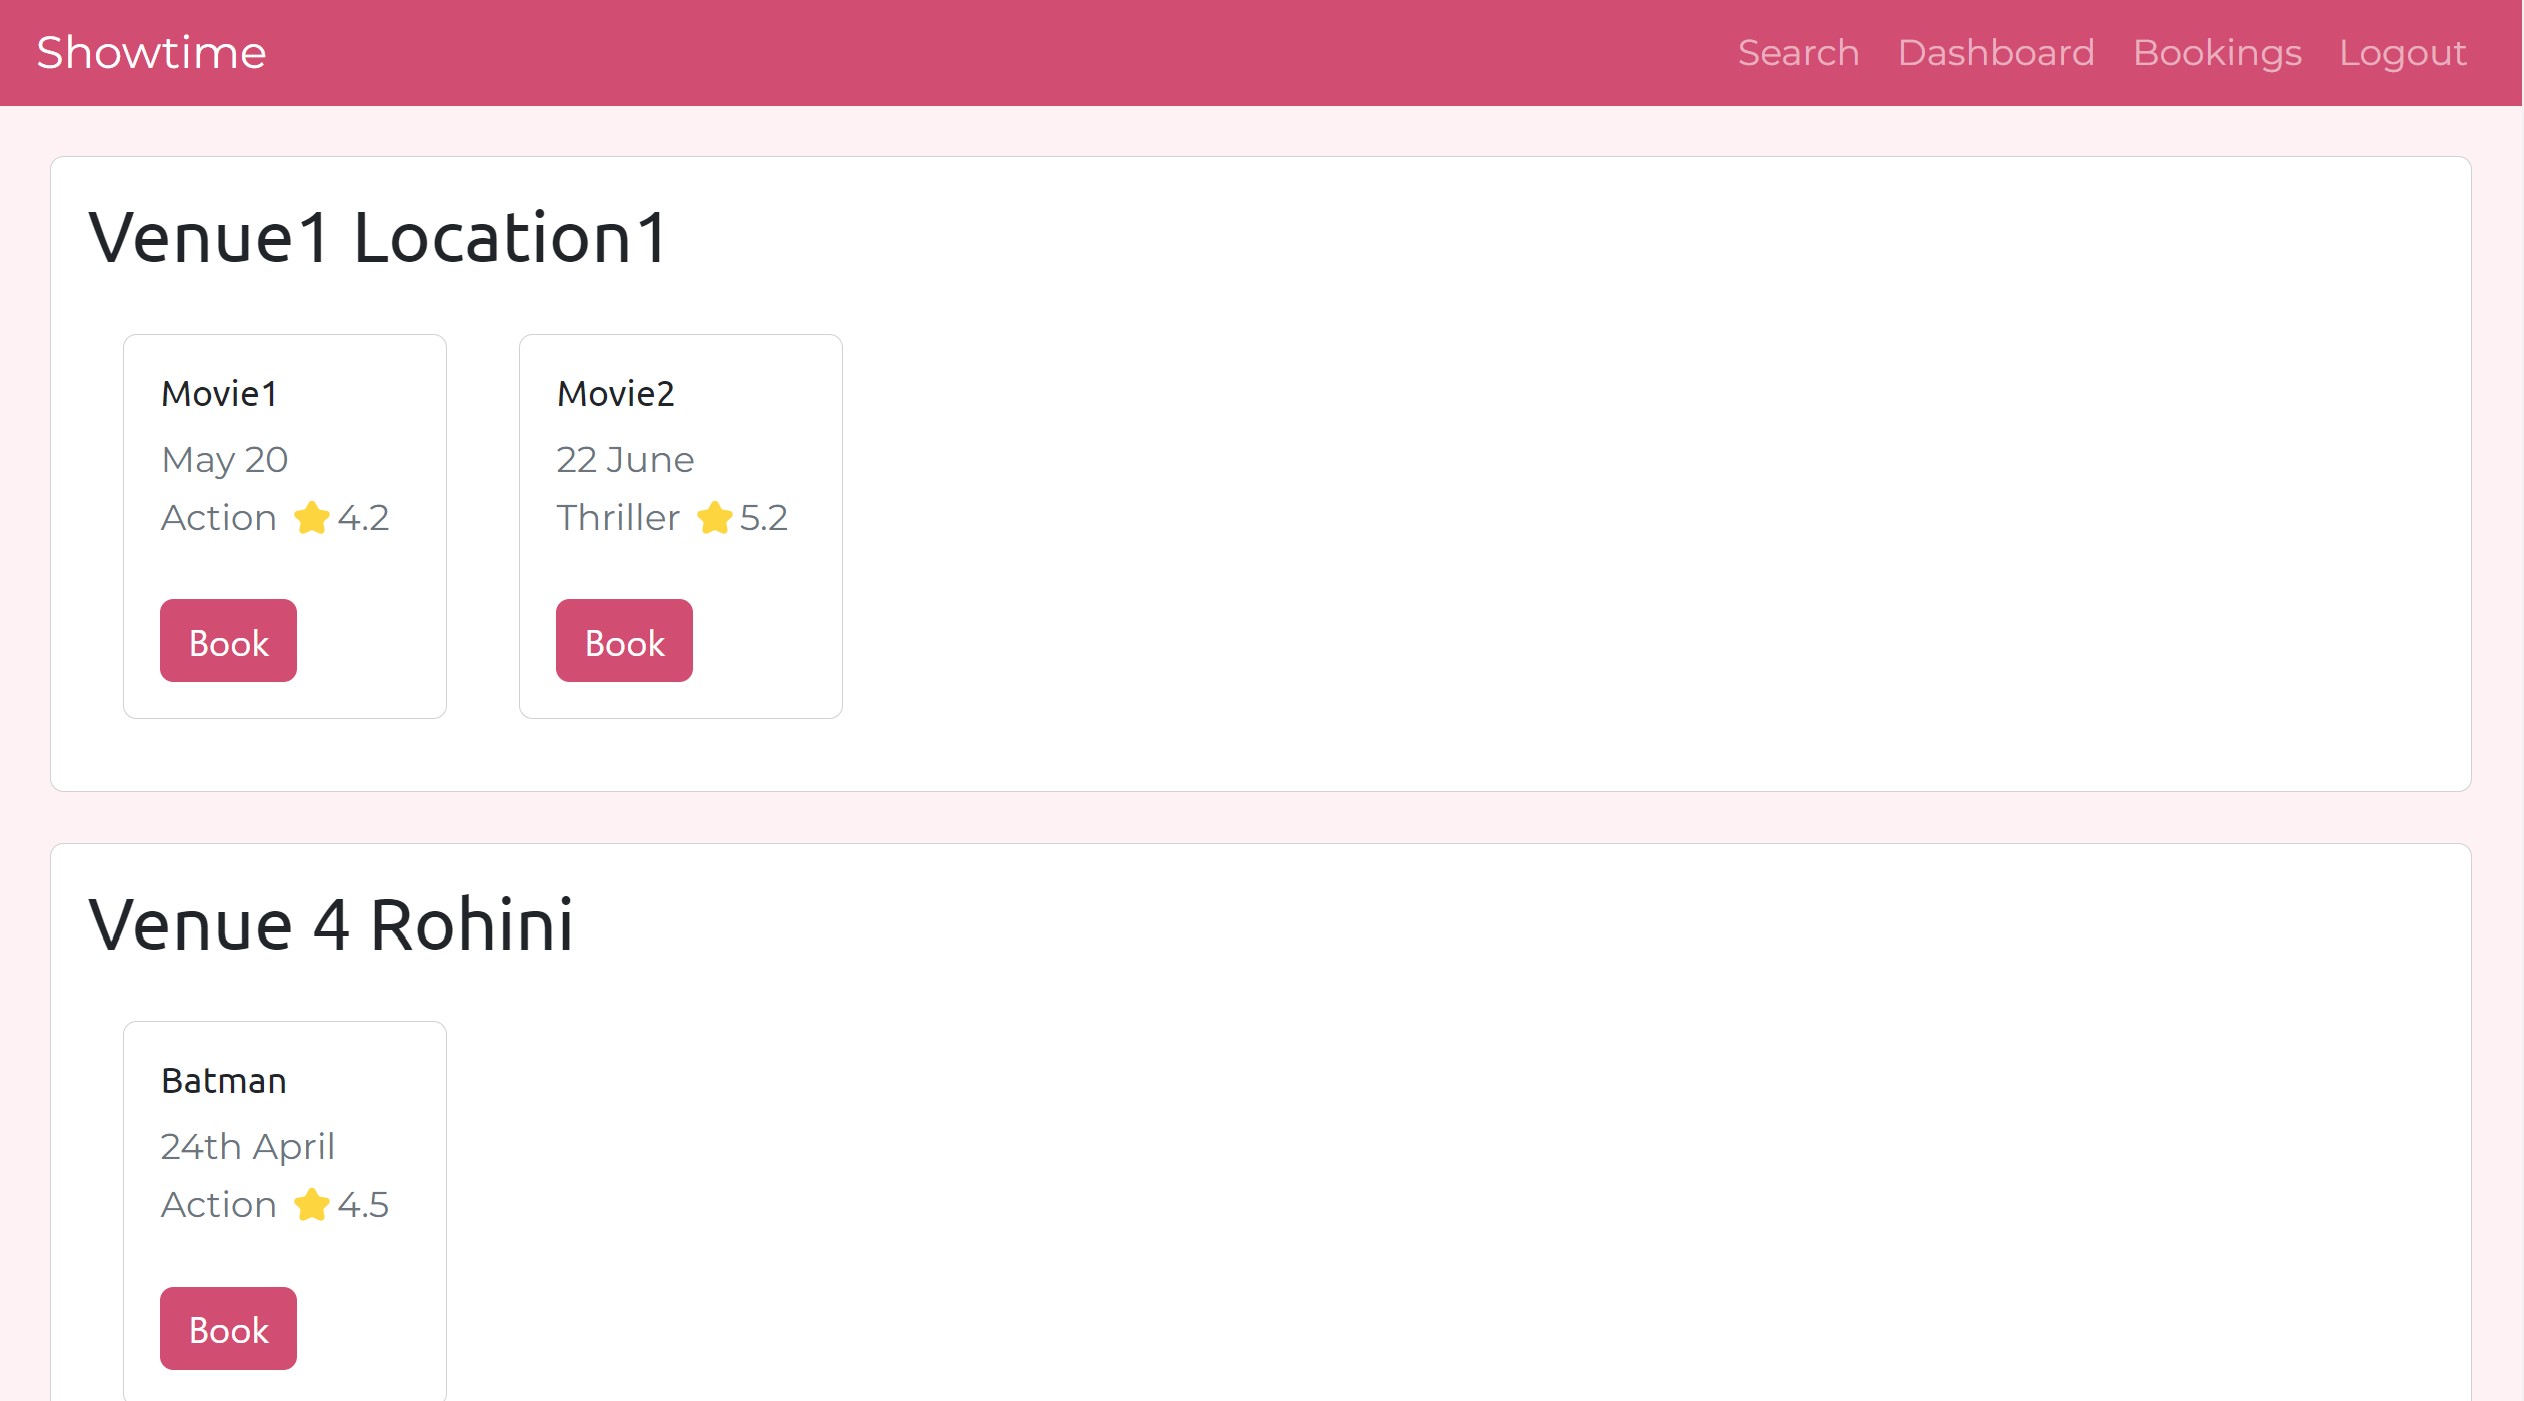 Showtime Search Dashboard Bookings Logout
Venue1 Location1
Movie1
May 20
Action 4.2
Book
Movie2
22 June
Thriller 5.2
Book
Venue 4 Rohini
Batman
24th April
Action 4.5
Book